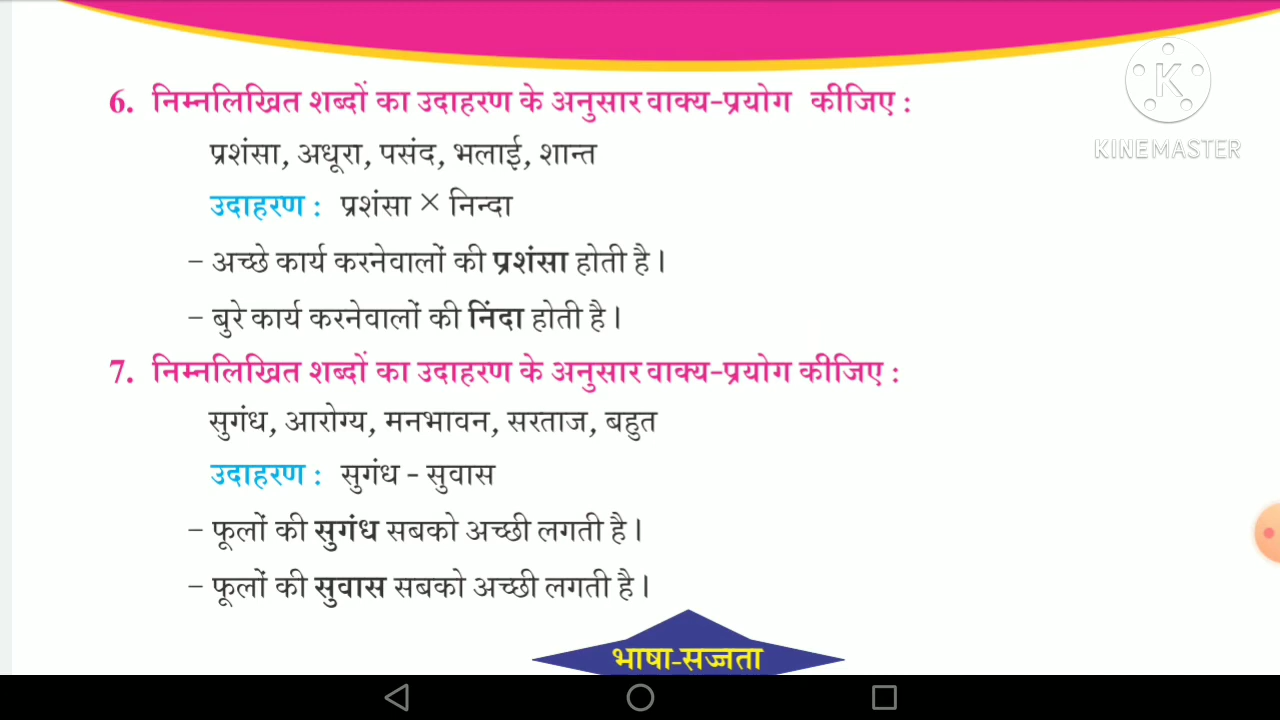 6. निम्नलिखित शब्दों का उदाहरण के अनुसार वाक्य-प्रयोग कीजिए :
KINEMASTER
प्रशंसा, अधूरा, पसंद, भलाई, शान्त
उदाहरण : प्रशंसा × निन्दा
– अच्छे कार्य करनेवालों की प्रशंसा होती है।
– बुरे कार्य करनेवालों की निंदा होती है।
7. निम्नलिखित शब्दों का उदाहरण के अनुसार वाक्य-प्रयोग कीजिए :
सुगंध, आरोग्य, मनभावन, सरताज, बहुत
उदाहरण : सुगंध - सुवास
– फूलों की सुगंध सबको अच्छी लगती है।
– फूलों की सुवास सबको अच्छी लगती है।
भाषा-सज्जता